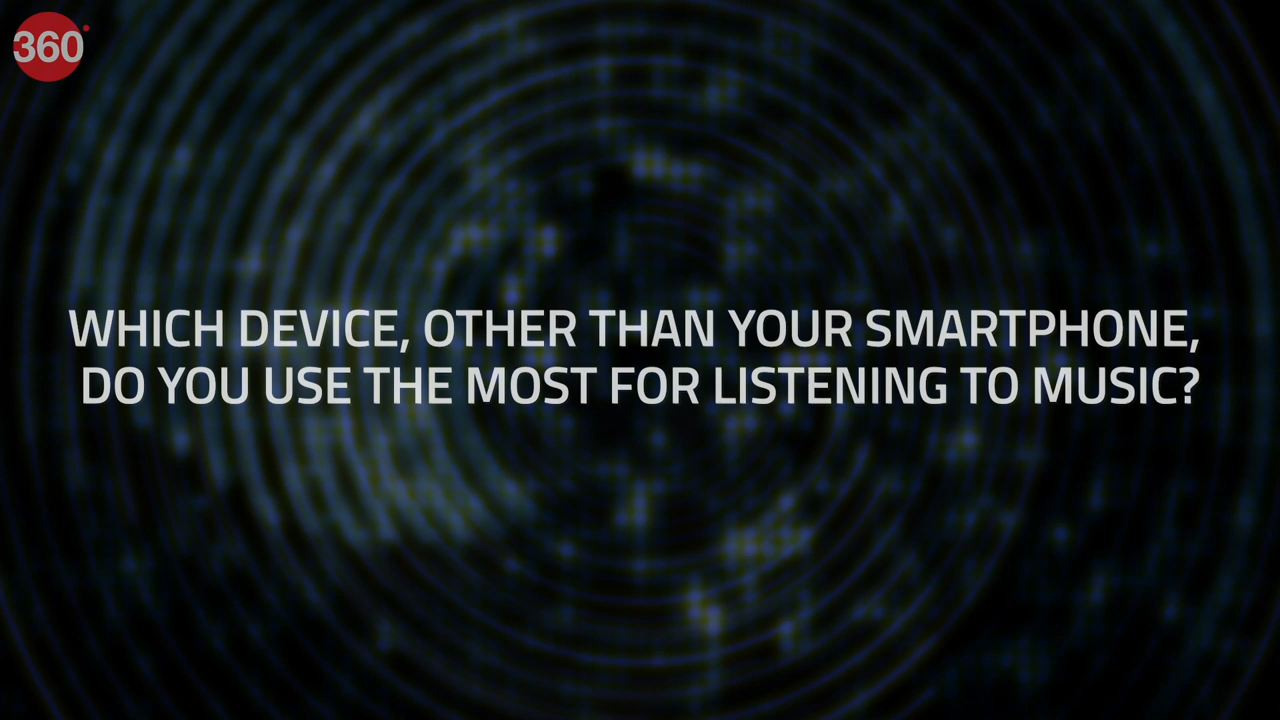 360°
WHICH DEVICE, OTHER THAN YOUR SMARTPHONE,
DO YOU USE THE MOST FOR LISTENING TO MUSIC?